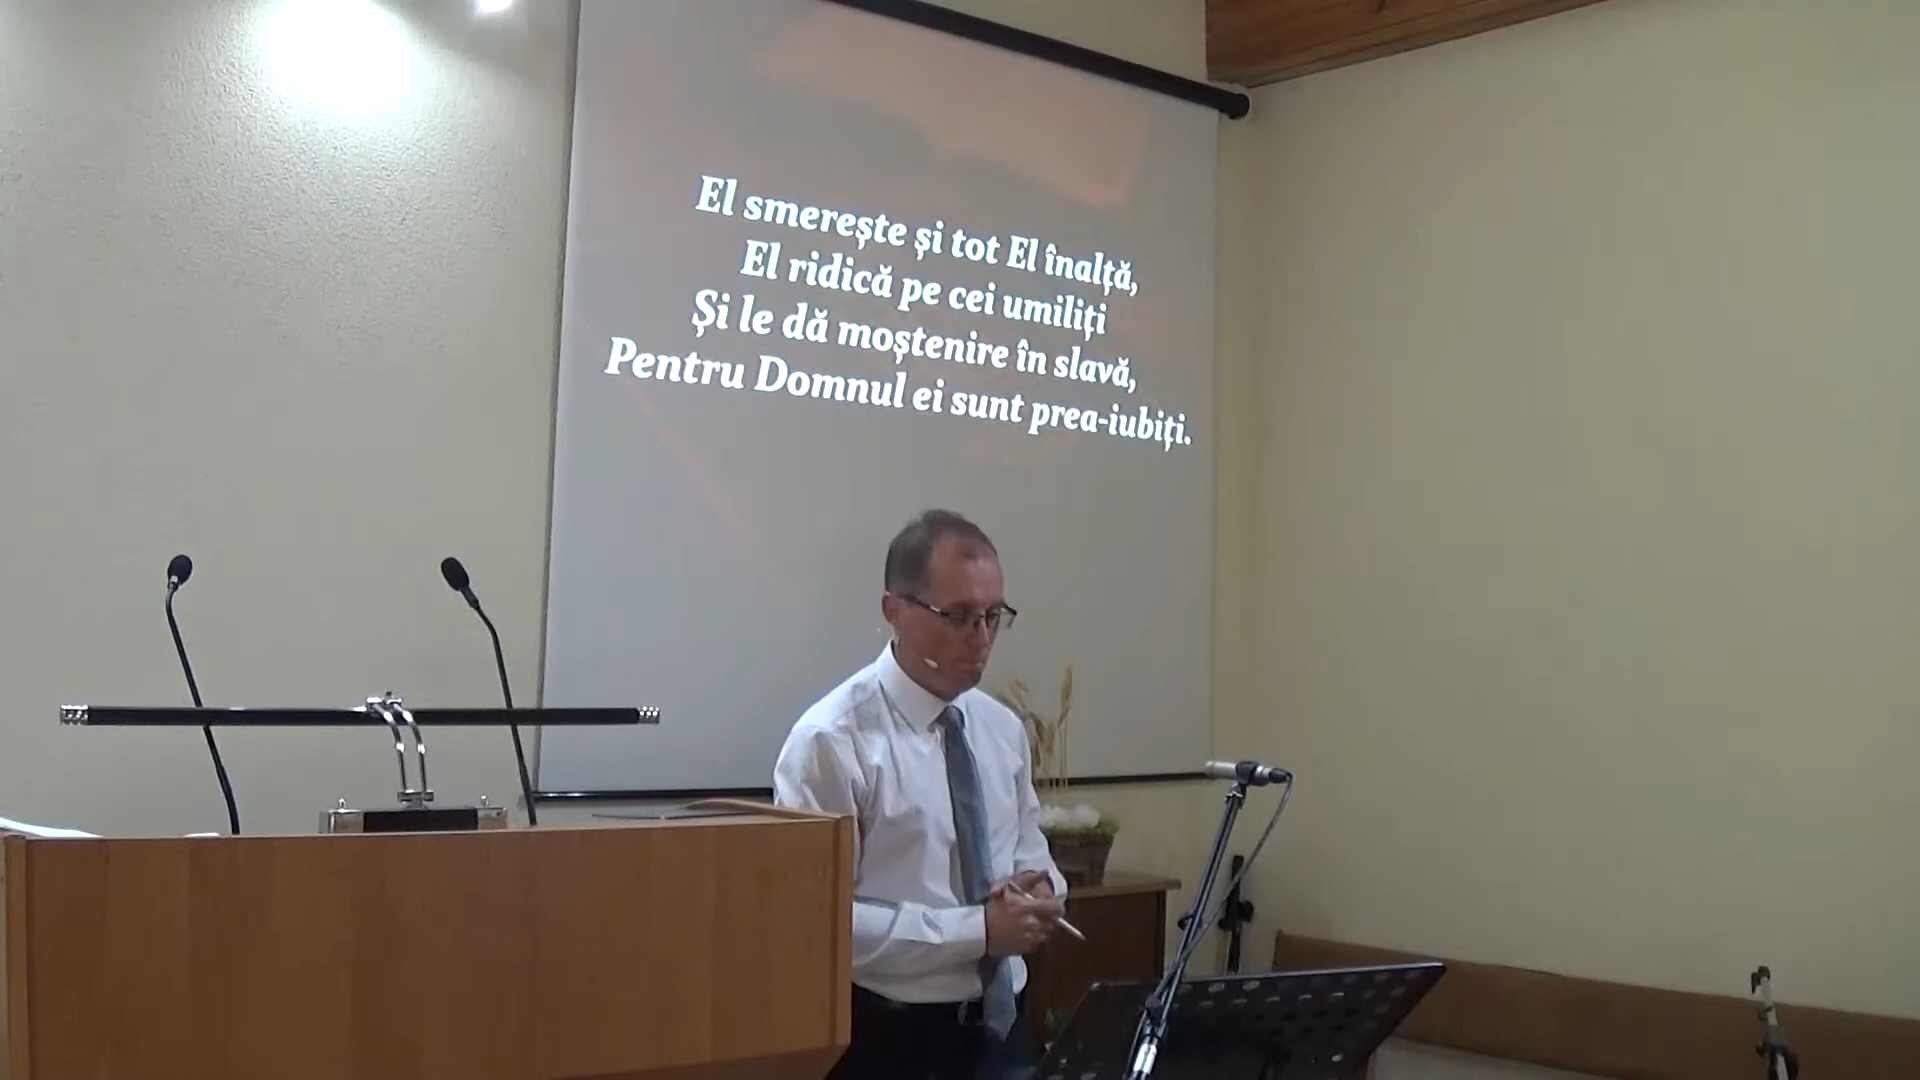 El smerește și tot El înalță,
El ridică pe cei umiliți
Și le dă moștenire în slavă,
Pentru Domnul ei sunt prea-iubiți.